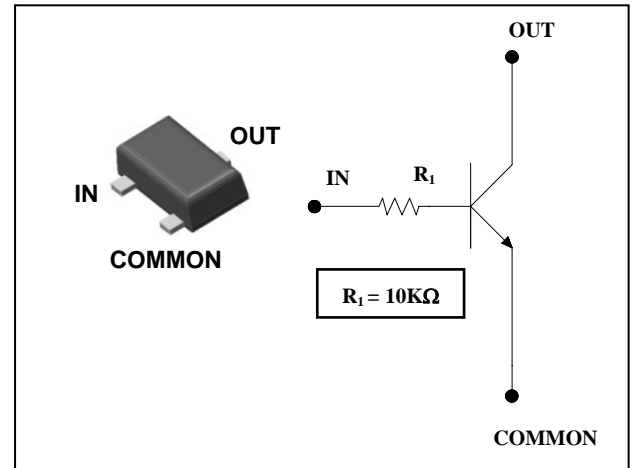 OUT
OUT
IN
IN
R1
COMMON
R1 = 10KΩ
COMMON